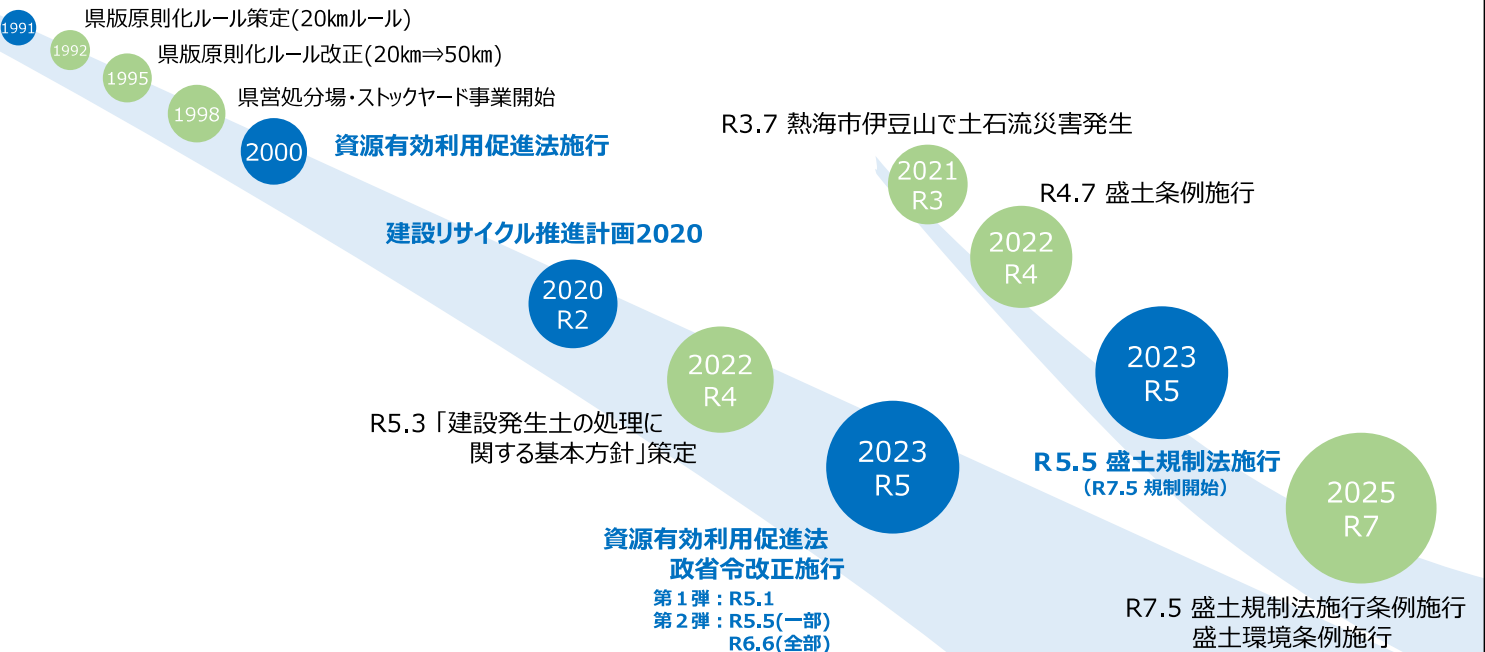 1991
県版原則化ルール策定(20kmルール)
1992
県版原則化ルール改正(20km⇒50km)
1995
県営処分場・ストックヤード事業開始
1998
資源有効利用促進法施行
2000
建設リサイクル推進計画2020
2020
R2
2022
R4
R5.3 「建設発生土の処理に
関する基本方針」策定
2023
R5
資源有効利用促進法
政省令改正施行
第1弾：R5.1
第2弾：R5.5(一部)
R6.6(全部)
R3.7 熱海市伊豆山で土石流災害発生
2021
R3
R4.7 盛土条例施行
2022
R4
2023
R5
R5.5 盛土規制法施行
（R7.5 規制開始）
2025
R7
R7.5 盛土規制法施行条例施行
盛土環境条例施行